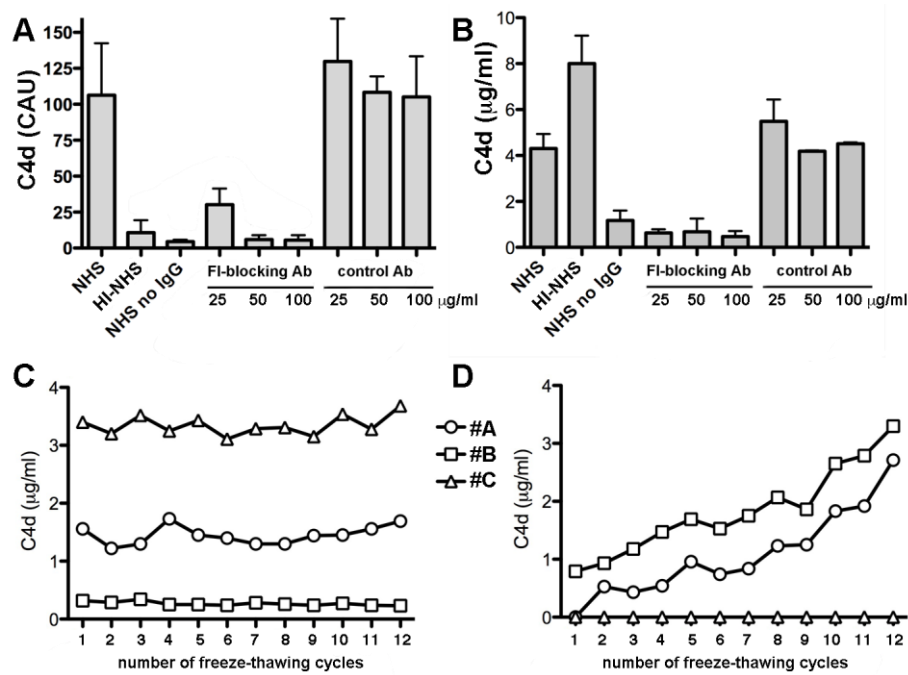 A
C4d (CAU)
150
125
100
75
50
25
0
NHS
HI-NHS
NHS no IgG
FI-blocking Ab
control Ab
25 50 100 25 50 100 μg/ml
B
C4d (μg/ml)
10
8
6
4
2
0
NHS
HI-NHS
NHS no IgG
FI-blocking Ab
control Ab
25 50 100 25 50 100
C
C4d (μg/ml)
4
3
2
1
0
1 2 3 4 5 6 7 8 9 10 11 12
number of freeze-thawing cycles
#A
#B
#C
D
C4d (μg/ml)
4
3
2
1
0
1 2 3 4 5 6 7 8 9 10 11 12
number of freeze-thawing cycles